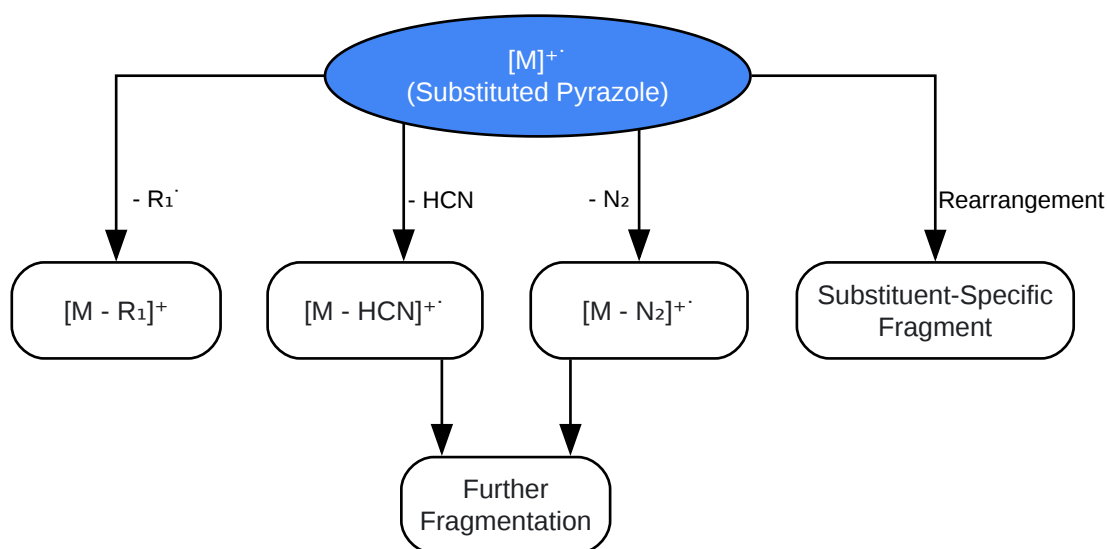 [M]⁺˙
(Substituted Pyrazole)
- R₁˙
- HCN
- N₂
Rearrangement
[M - R₁]⁺
[M - HCN]⁺˙
[M - N₂]⁺˙
Substituent-Specific
Fragment
Further
Fragmentation